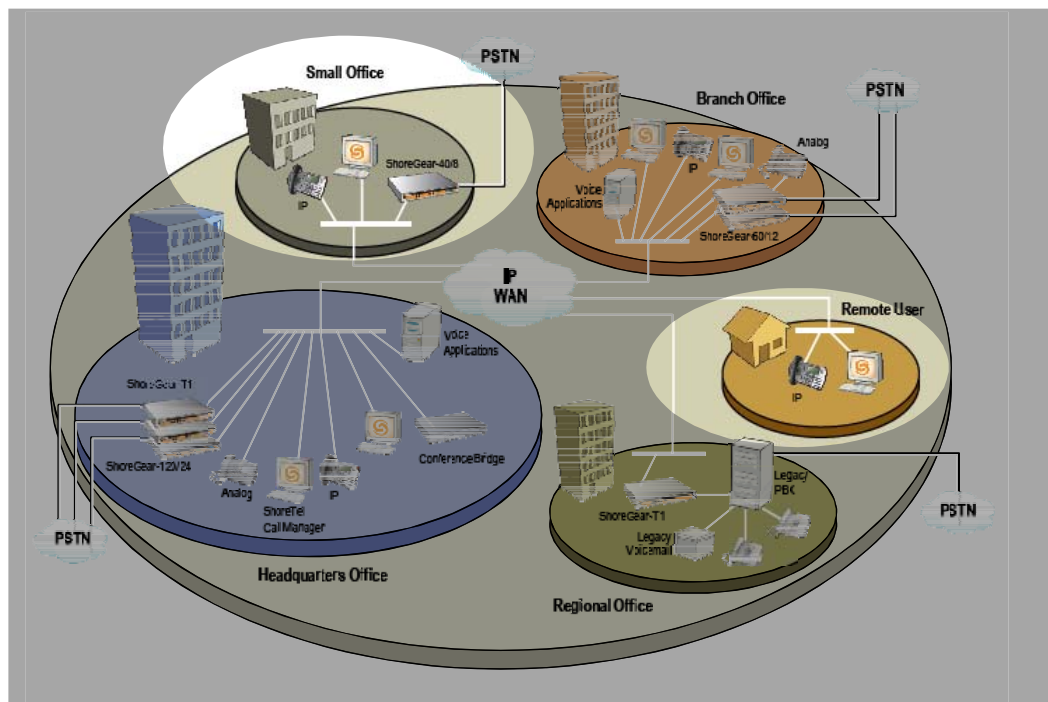 PSTN
Small Office
ShoreGear-40/8
IP
Branch Office
PSTN
Analog
IP
Voice
Applications
ShoreGear-60/12
IP
WAN
Remote User
IP
Voice
Applications
ShoreGear-T1
ShoreGear-120/24
Analog
ShoreTel
Call Manager
IP
Conference Bridge
PSTN
Headquarters Office
Legacy
PBX
ShoreGear-T1
Legacy
Voicemail
PSTN
Regional Office